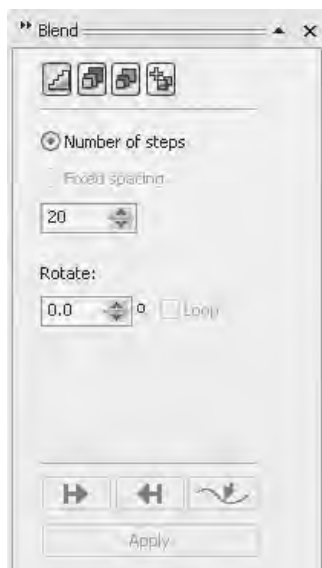 Blend
Number of steps
Fixed spacing
20
Rotate:
0.0 ° Loop
Apply